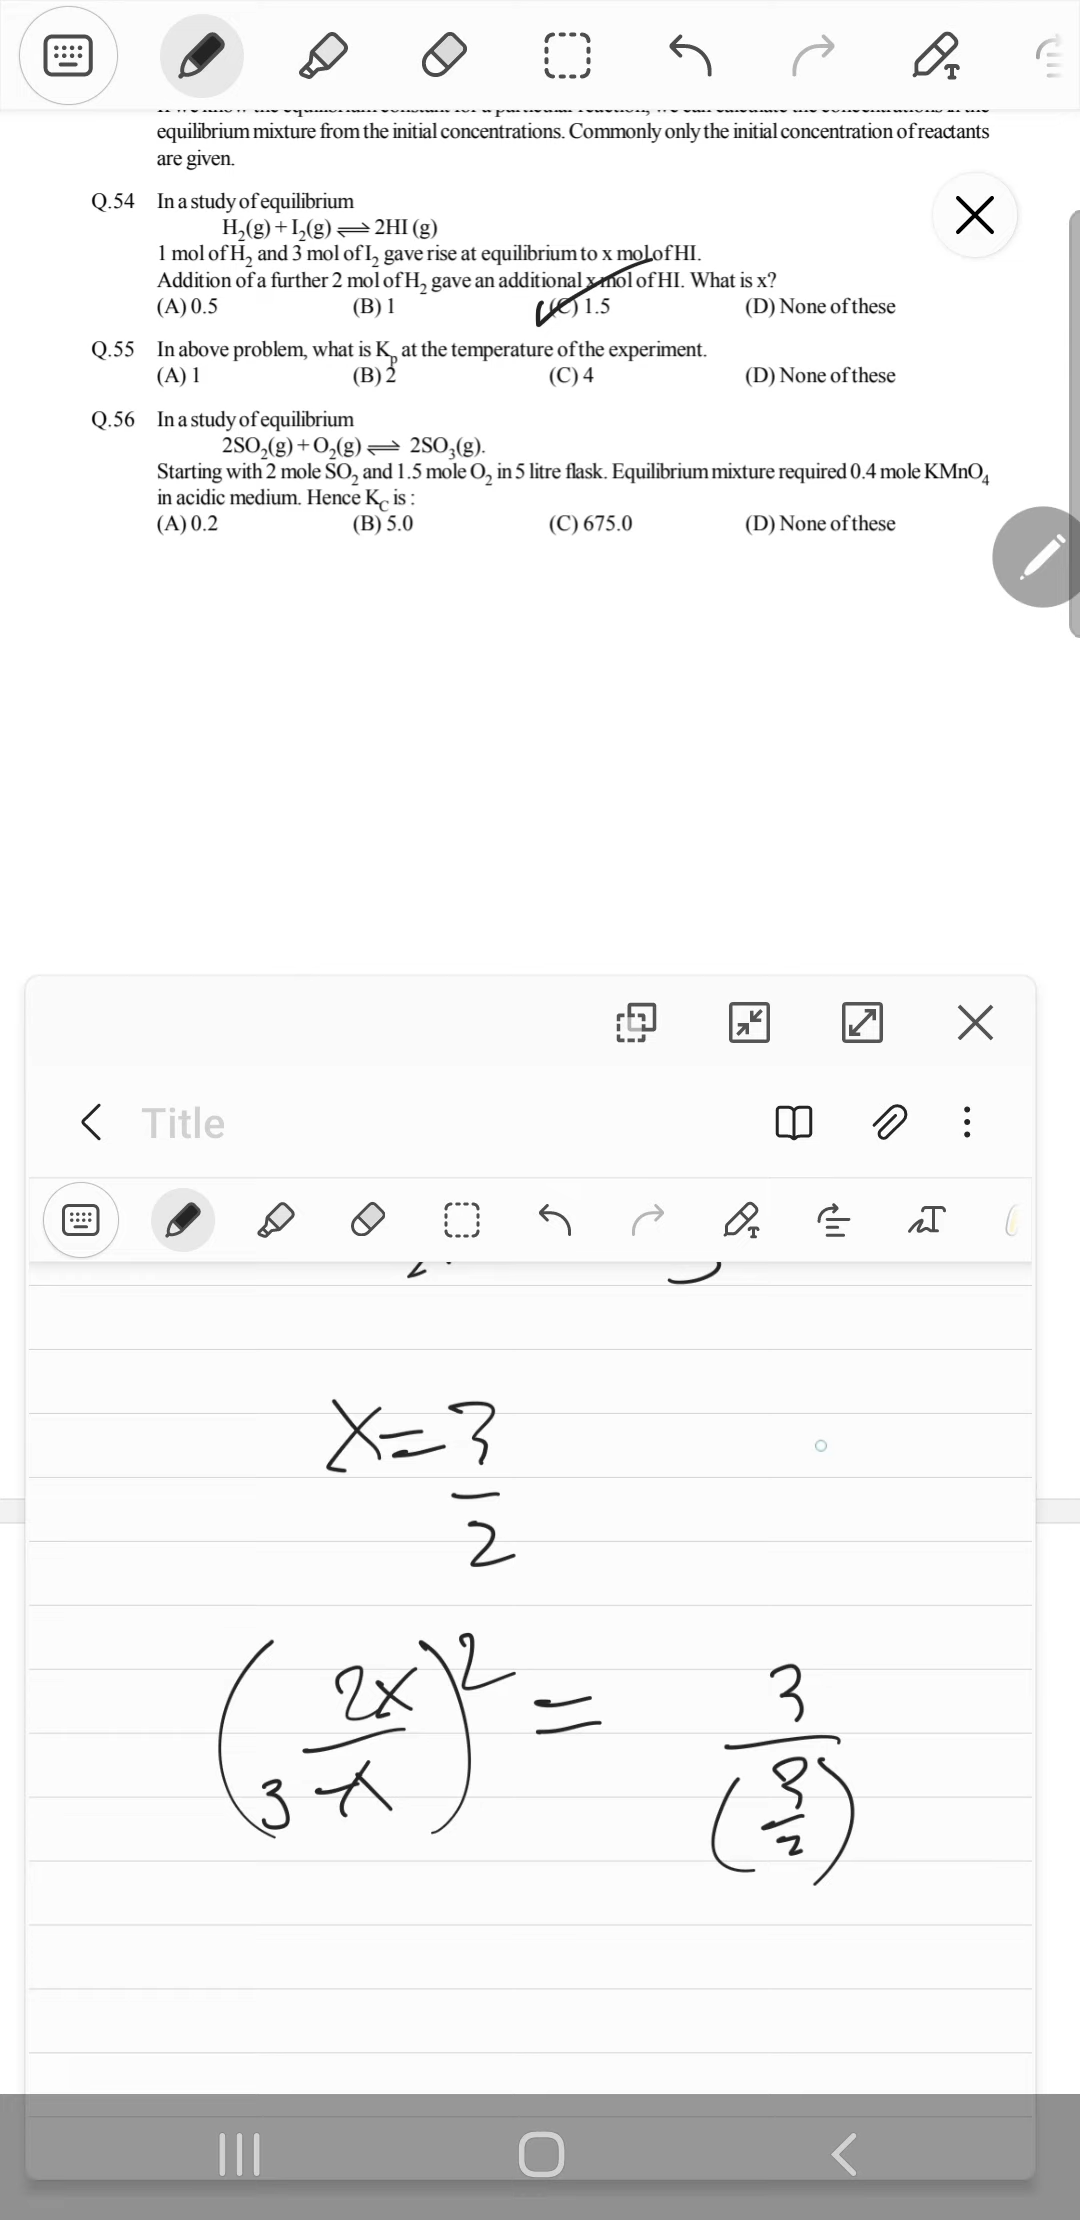 equilibrium mixture from the initial concentrations. Commonly only the initial concentration of reactants
are given.
Q.54 In a study of equilibrium
H₂(g) + I₂(g) ⇌ 2HI (g)
1 mol of H₂ and 3 mol of I₂ gave rise at equilibrium to x mol of HI.
Addition of a further 2 mol of H₂ gave an additional x mol of HI. What is x?
(A) 0.5 (B) 1 (C) 1.5 (D) None of these
Q.55 In above problem, what is Kₚ at the temperature of the experiment.
(A) 1 (B) 2 (C) 4 (D) None of these
Q.56 In a study of equilibrium
2SO₂(g) + O₂(g) ⇌ 2SO₃(g).
Starting with 2 mole SO₂ and 1.5 mole O₂ in 5 litre flask. Equilibrium mixture required 0.4 mole KMnO₄
in acidic medium. Hence K_C is :
(A) 0.2 (B) 5.0 (C) 675.0 (D) None of these
Title
x = 3/2
(2x/3-x)² = 3/(3/2)